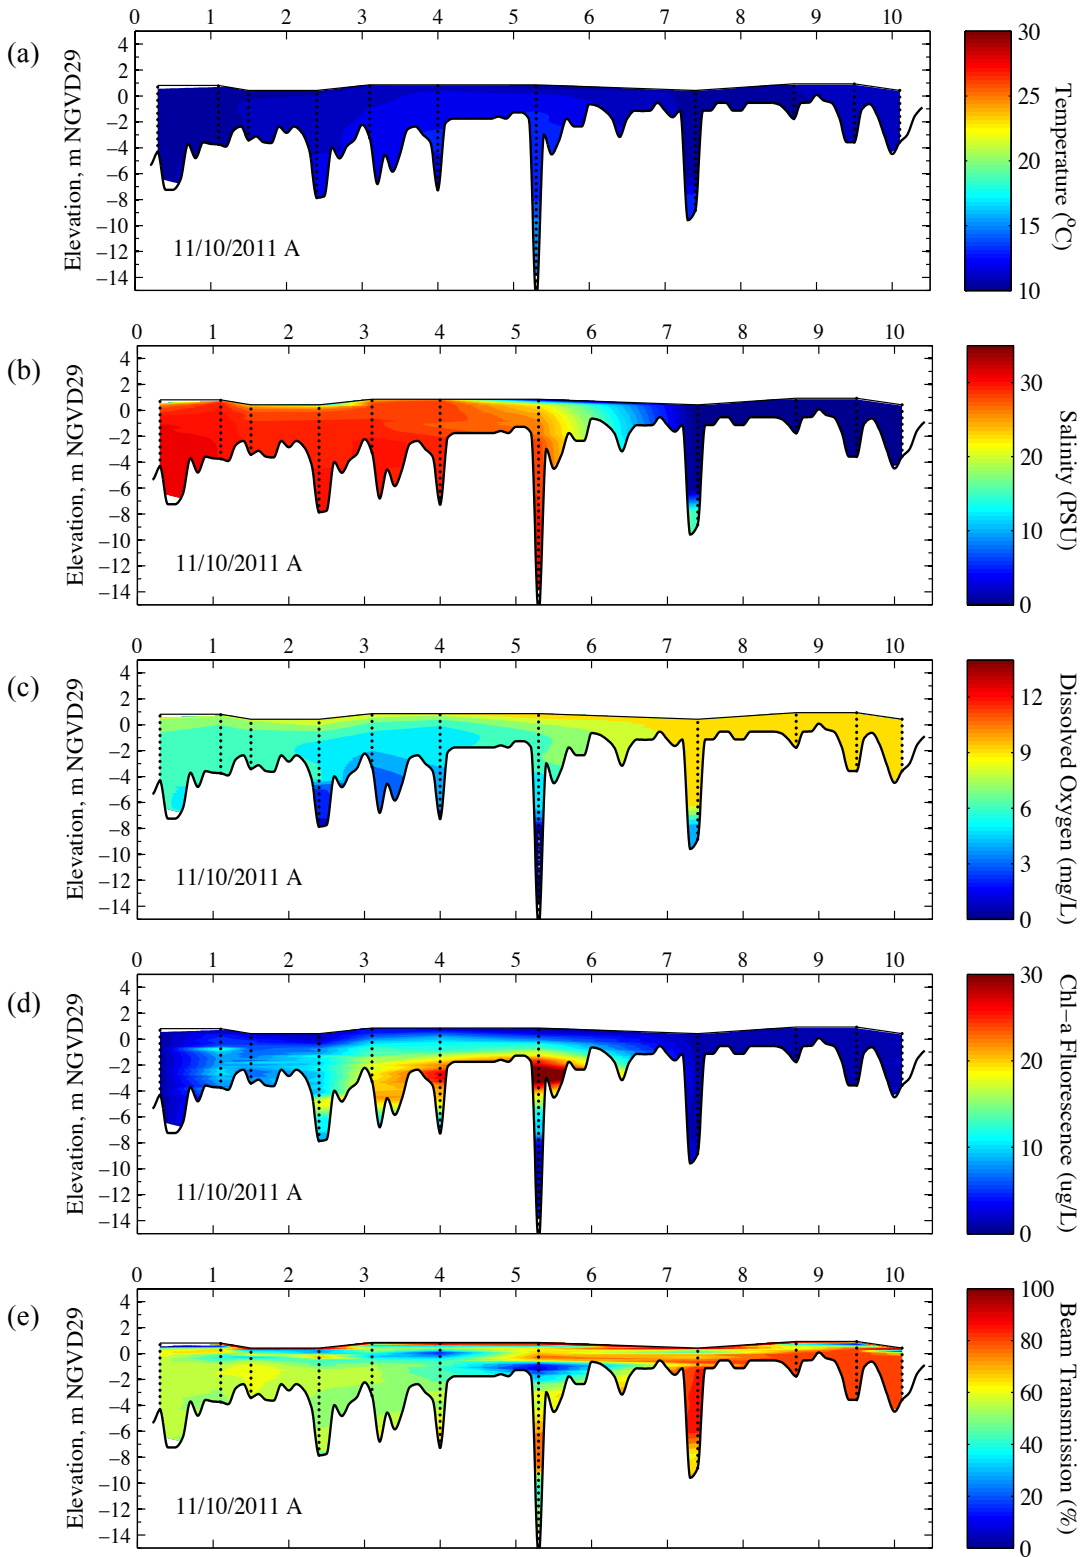 0 1 2 3 4 5 6 7 8 9 10
(a)
Elevation, m NGVD29
4
2
0
−2
−4
−6
−8
−10
−12
−14
11/10/2011 A
30
25
20
15
10
Temperature (°C)
0 1 2 3 4 5 6 7 8 9 10
(b)
Elevation, m NGVD29
4
2
0
−2
−4
−6
−8
−10
−12
−14
11/10/2011 A
30
20
10
0
Salinity (PSU)
0 1 2 3 4 5 6 7 8 9 10
(c)
Elevation, m NGVD29
4
2
0
−2
−4
−6
−8
−10
−12
−14
11/10/2011 A
12
9
6
3
0
Dissolved Oxygen (mg/L)
0 1 2 3 4 5 6 7 8 9 10
(d)
Elevation, m NGVD29
4
2
0
−2
−4
−6
−8
−10
−12
−14
11/10/2011 A
30
20
10
0
Chl−a Fluorescence (ug/L)
0 1 2 3 4 5 6 7 8 9 10
(e)
Elevation, m NGVD29
4
2
0
−2
−4
−6
−8
−10
−12
−14
11/10/2011 A
100
80
60
40
20
0
Beam Transmission (%)